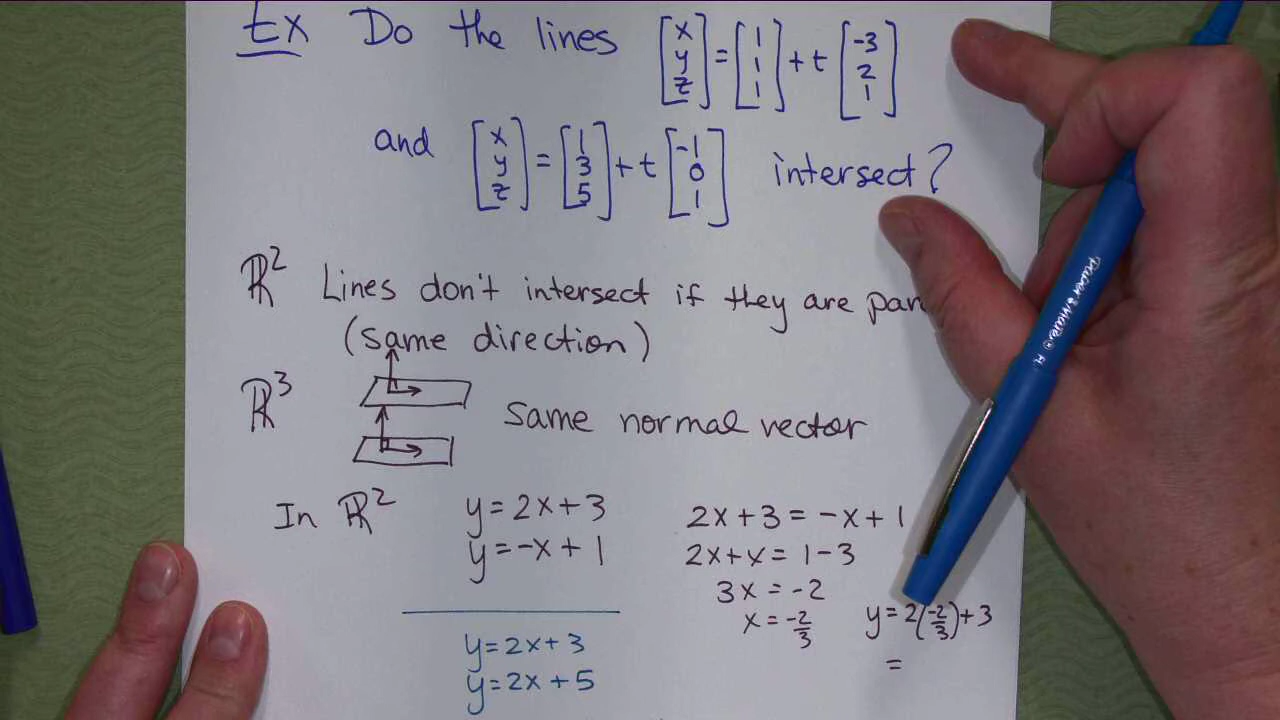 Ex Do the lines [x y z] = [1 1 1] + t [-3 2 1]
and [x y z] = [1 3 5] + t [-1 0 1] intersect?
ℝ² Lines don't intersect if they are par
(same direction)
ℝ³ same normal vector
In ℝ² y = 2x + 3
y = -x + 1
2x + 3 = -x + 1
2x + x = 1 - 3
3x = -2
x = -2/3
y = 2(-2/3) + 3
=
y = 2x + 3
y = 2x + 5
Paper Mate